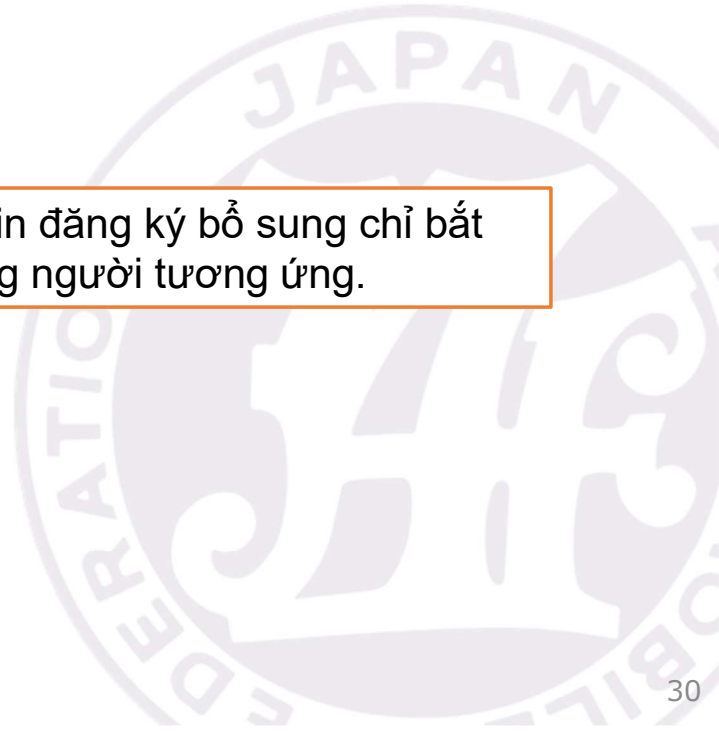 JAPAN
in đăng ký bổ sung chỉ bắt
g người tương ứng.
30